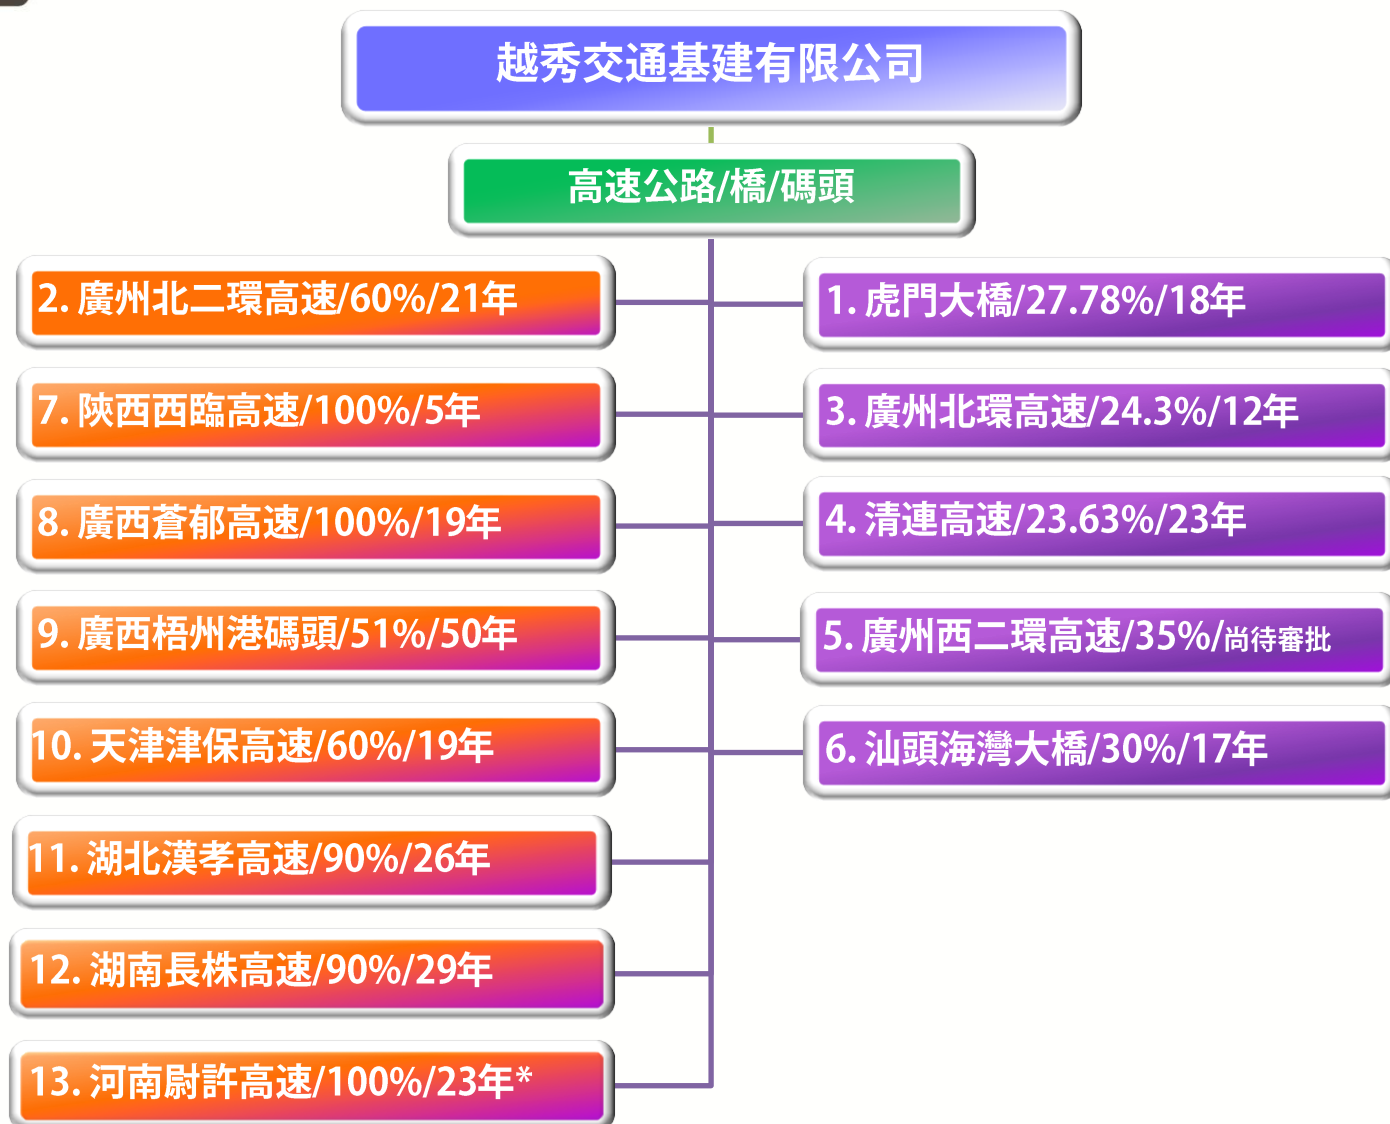 越秀交通基建有限公司
高速公路/橋/碼頭
2. 廣州北二環高速/60%/21年
1. 虎門大橋/27.78%/18年
7. 陝西西臨高速/100%/5年
3. 廣州北環高速/24.3%/12年
8. 廣西蒼郁高速/100%/19年
4. 清連高速/23.63%/23年
9. 廣西梧州港碼頭/51%/50年
5. 廣州西二環高速/35%/尚待審批
10. 天津津保高速/60%/19年
6. 汕頭海灣大橋/30%/17年
11. 湖北漢孝高速/90%/26年
12. 湖南長株高速/90%/29年
13. 河南尉許高速/100%/23年*